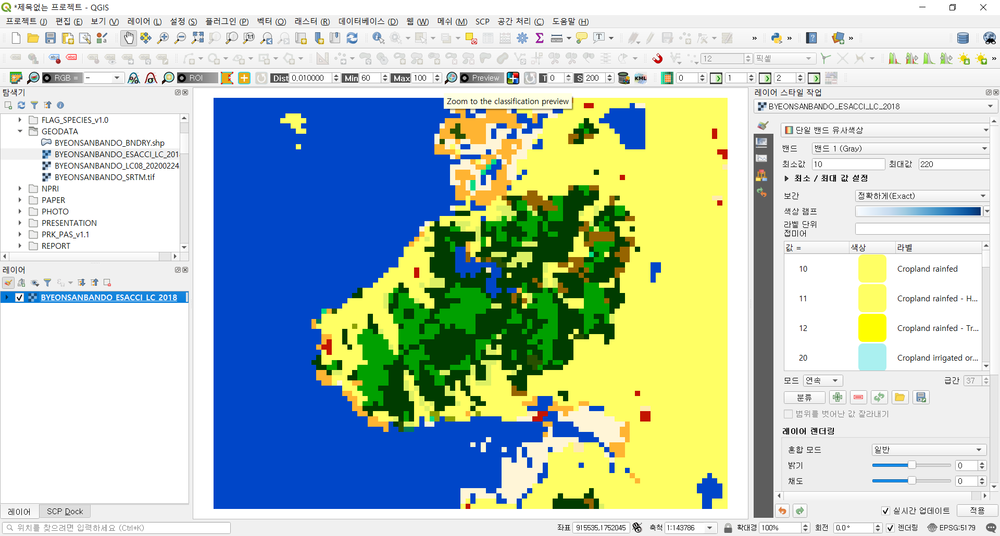 *제목없는 프로젝트 - QGIS
프로젝트 (J) 편집 (E) 보기 (V) 레이어 (L) 설정 (S) 플러그인 (P) 벡터 (O) 래스터 (R) 데이터베이스 (D) 웹 (W) 메쉬 (M) SCP 공간 처리 (C) 도움말 (H)
12 픽셀
RGB = - ROI Dist 0,010000 Min 60 Max 100 Preview T 0 S 200 KML 0 1 2
Zoom to the classification preview
탐색기
FLAG_SPECIES_v1.0
GEODATA
BYEONSANBANDO_BNDRY.shp
BYEONSANBANDO_ESACCI_LC_201
BYEONSANBANDO_LC08_20200224
BYEONSANBANDO_SRTM.tif
NPRI
PAPER
PHOTO
PRESENTATION
PRK_PAS_v1.1
REPORT
레이어
BYEONSANBANDO_ESACCI_LC_2018
레이어 SCP Dock
레이어 스타일 작업
BYEONSANBANDO_ESACCI_LC_2018
단일 밴드 유사색상
밴드 밴드 1 (Gray)
최소값 10 최대값 220
최소 / 최대 값 설정
보간 정확하게(Exact)
색상 램프
라벨 단위
접미어
값 = 색상 라벨
10 Cropland rainfed
11 Cropland rainfed - H...
12 Cropland rainfed - Tr...
20 Cropland irrigated or...
모드 연속 급간 37
분류
범위를 벗어난 값 잘라내기
레이어 렌더링
혼합 모드 일반
밝기 0
채도 0
실시간 업데이트 적용
위치를 찾으려면 입력하세요 (Ctrl+K) 좌표 915535,1752045 축척 1:143786 확대경 100% 회전 0.0 ° 렌더링 EPSG:5179